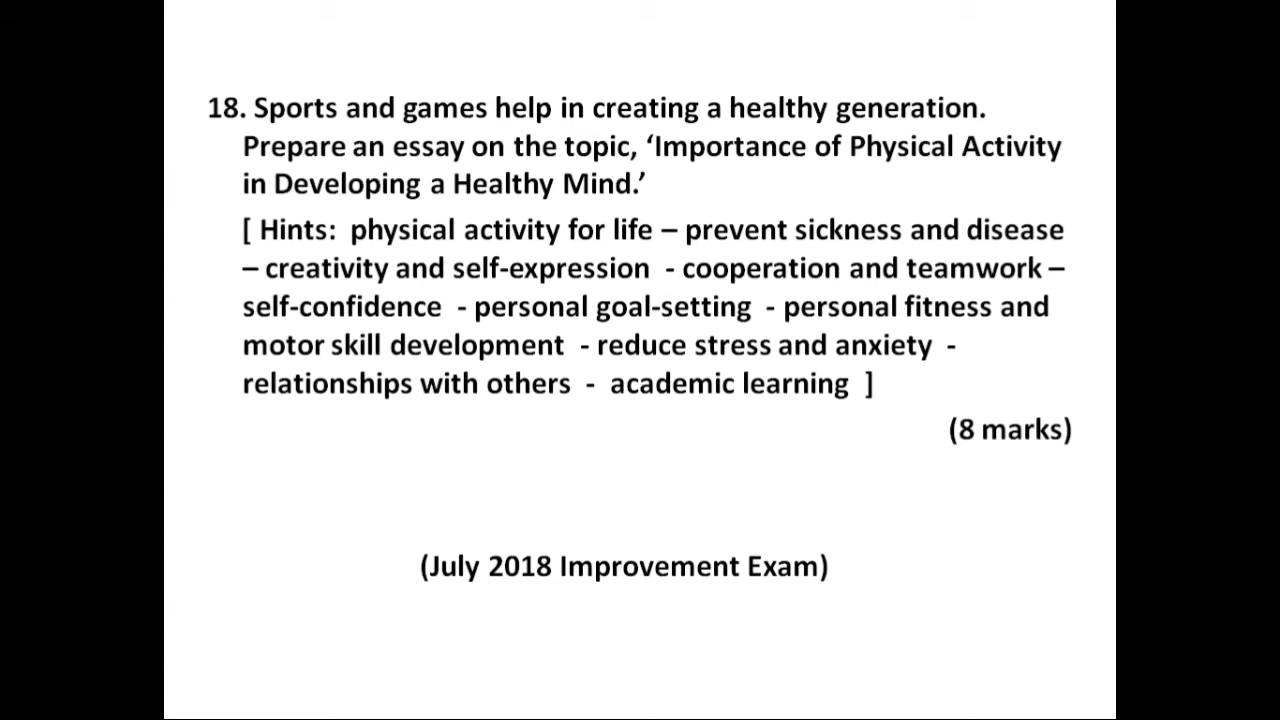 18. Sports and games help in creating a healthy generation.
Prepare an essay on the topic, ‘Importance of Physical Activity
in Developing a Healthy Mind.’
[ Hints: physical activity for life – prevent sickness and disease
– creativity and self-expression - cooperation and teamwork –
self-confidence - personal goal-setting - personal fitness and
motor skill development - reduce stress and anxiety -
relationships with others - academic learning ]
(8 marks)
(July 2018 Improvement Exam)